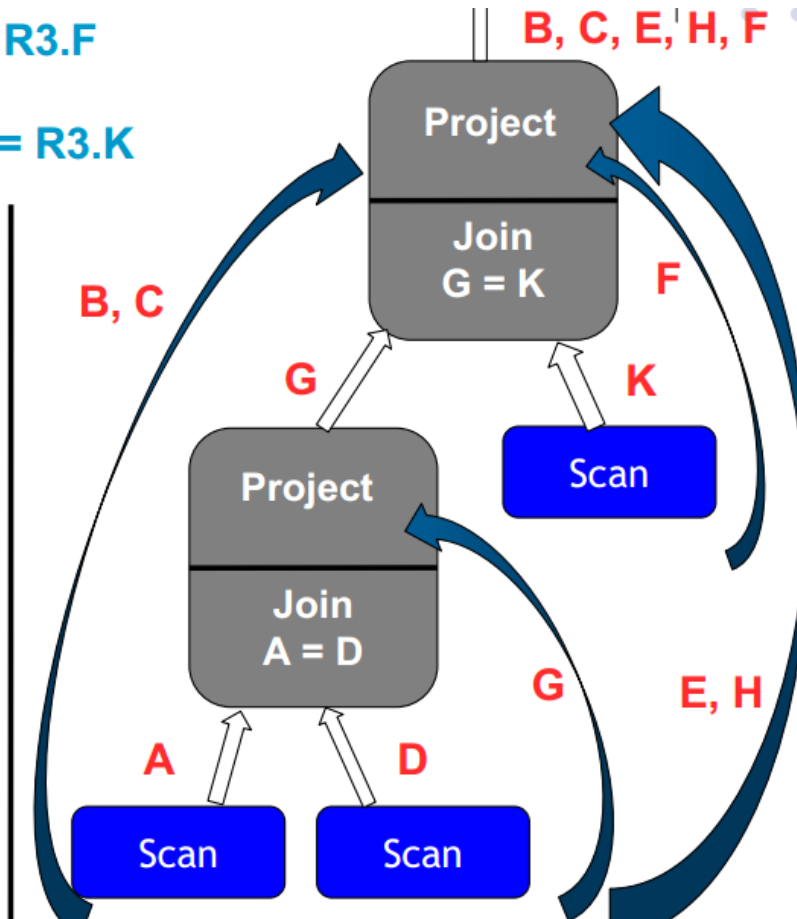 R3.F
B, C, E, H, F
Project
= R3.K
Join
G = K
B, C
F
G
K
Scan
Project
Join
A = D
G
E, H
A
D
Scan
Scan